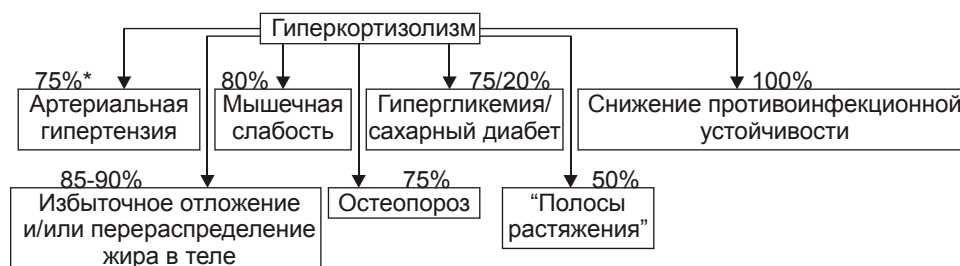 Гиперкортизолизм
75%*
Артериальная
гипертензия
80%
Мышечная
слабость
75/20%
Гипергликемия/
сахарный диабет
100%
Снижение противоинфекционной
устойчивости
85-90%
Избыточное отложение
и/или перераспределение
жира в теле
75%
Остеопороз
50%
“Полосы
растяжения”